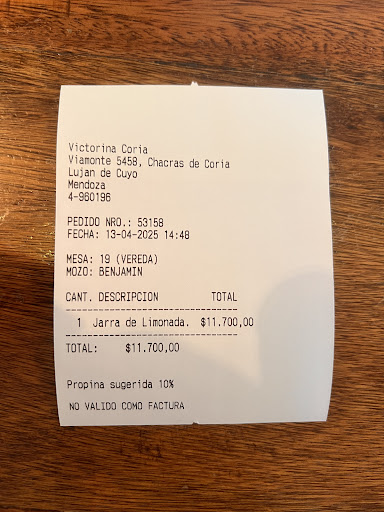 Victorina Coria
Viamonte 5458, Chacras de Coria
Lujan de Cuyo
Mendoza
4-960196
PEDIDO NRO.: 53158
FECHA: 13-04-2025 14:48
MESA: 19 (VEREDA)
MOZO: BENJAMIN
CANT. DESCRIPCION TOTAL
1 Jarra de Limonada. $11.700,00
TOTAL: $11.700,00
Propina sugerida 10%
NO VALIDO COMO FACTURA